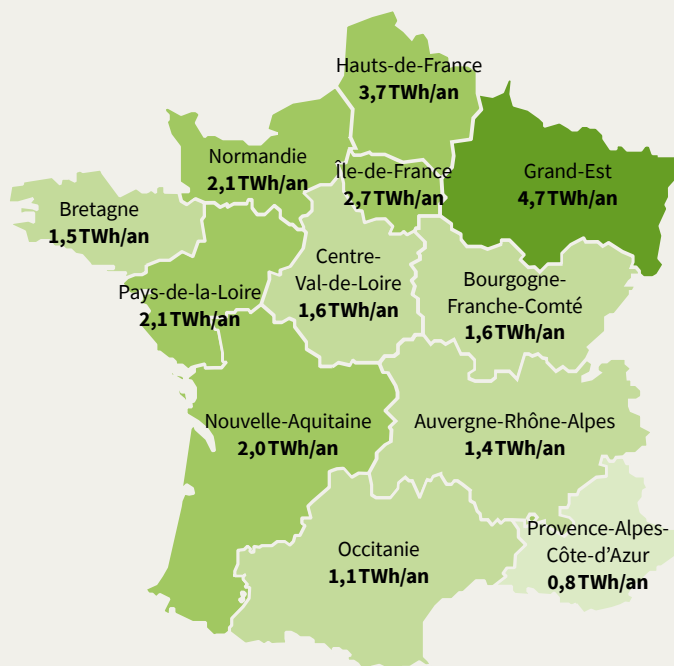 Hauts-de-France
3,7 TWh/an
Normandie
2,1 TWh/an
Île-de-France
2,7 TWh/an
Grand-Est
4,7 TWh/an
Bretagne
1,5 TWh/an
Centre-
Val-de-Loire
1,6 TWh/an
Bourgogne-
Franche-Comté
1,6 TWh/an
Pays-de-la-Loire
2,1 TWh/an
Nouvelle-Aquitaine
2,0 TWh/an
Auvergne-Rhône-Alpes
1,4 TWh/an
Occitanie
1,1 TWh/an
Provence-Alpes-
Côte-d’Azur
0,8 TWh/an